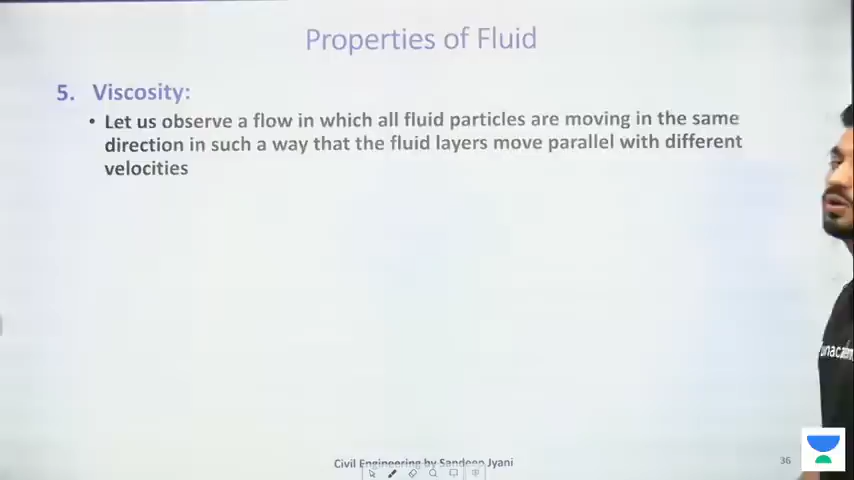 Properties of Fluid
5. Viscosity:
• Let us observe a flow in which all fluid particles are moving in the same
direction in such a way that the fluid layers move parallel with different
velocities
unacadem
Civil Engineering by Sandeep Jyani
36